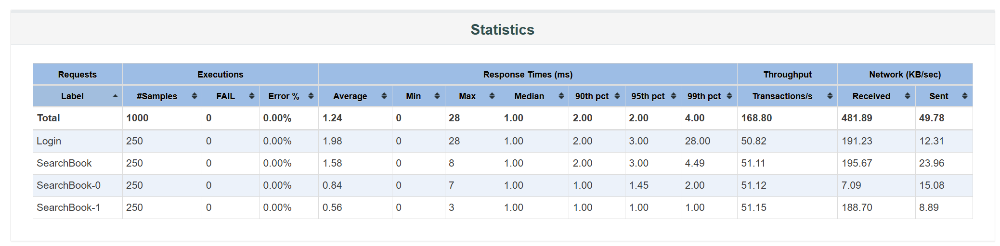 Statistics
Requests Executions Response Times (ms) Throughput Network (KB/sec)
Label #Samples FAIL Error % Average Min Max Median 90th pct 95th pct 99th pct Transactions/s Received Sent
Total 1000 0 0.00% 1.24 0 28 1.00 2.00 2.00 4.00 168.80 481.89 49.78
Login 250 0 0.00% 1.98 0 28 1.00 2.00 3.00 28.00 50.82 191.23 12.31
SearchBook 250 0 0.00% 1.58 0 8 1.00 2.00 3.00 4.49 51.11 195.67 23.96
SearchBook-0 250 0 0.00% 0.84 0 7 1.00 1.00 1.45 2.00 51.12 7.09 15.08
SearchBook-1 250 0 0.00% 0.56 0 3 1.00 1.00 1.00 1.00 51.15 188.70 8.89